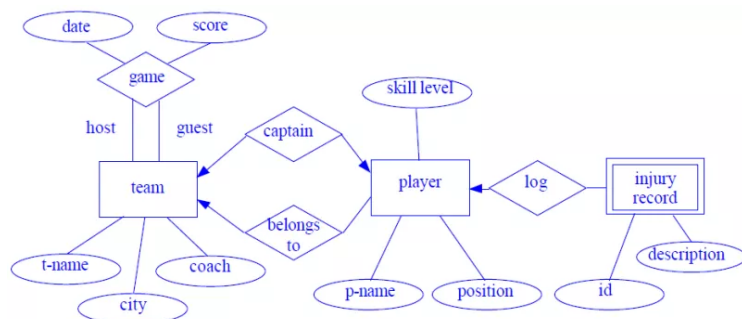 date
score
game
skill level
host
guest
captain
team
player
log
injury
record
belongs
to
t-name
coach
city
p-name
position
id
description